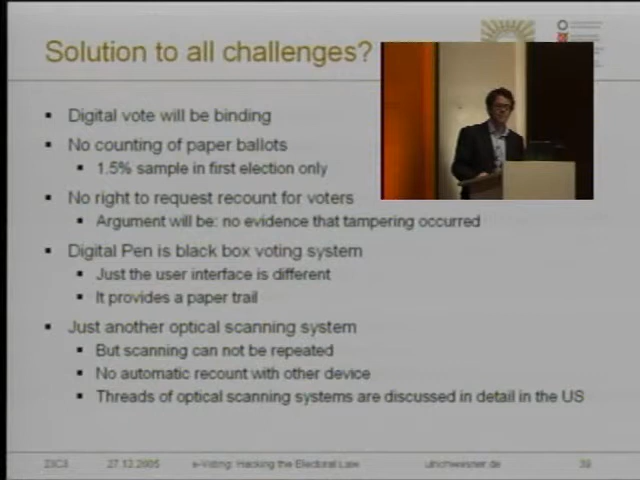 Solution to all challenges?
Digital vote will be binding
No counting of paper ballots
1.5% sample in first election only
No right to request recount for voters
Argument will be: no evidence that tampering occurred
Digital Pen is black box voting system
Just the user interface is different
It provides a paper trail
Just another optical scanning system
But scanning can not be repeated
No automatic recount with other device
Threads of optical scanning systems are discussed in detail in the US
27.12.2005 e-Voting: Hacking the Electoral Law ulrichwiesner.de 39